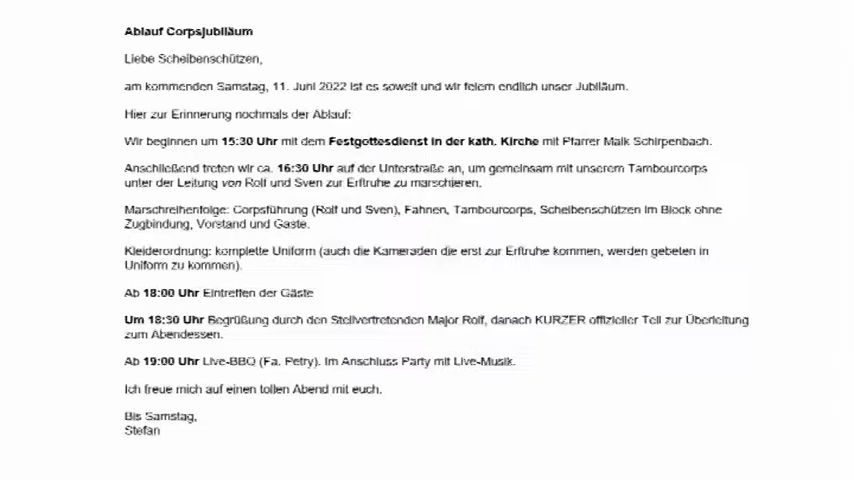 Ablauf Corpsjubiläum
Liebe Scheibenschützen,
am kommenden Samstag, 11. Juni 2022 ist es soweit und wir feiern endlich unser Jubiläum.
Hier zur Erinnerung nochmals der Ablauf:
Wir beginnen um 15:30 Uhr mit dem Festgottesdienst in der kath. Kirche mit Pfarrer Maik Schirpenbach.
Anschließend treten wir ca. 16:30 Uhr auf der Unterstraße an, um gemeinsam mit unserem Tambourcorps
unter der Leitung von Rolf und Sven zur Erftruhe zu marschieren.
Marschreihenfolge: Corpsführung (Rolf und Sven), Fahnen, Tambourcorps, Scheibenschützen im Block ohne
Zugbindung, Vorstand und Gäste.
Kleiderordnung: komplette Uniform (auch die Kameraden die erst zur Erftruhe kommen, werden gebeten in
Uniform zu kommen).
Ab 18:00 Uhr Eintreffen der Gäste
Um 18:30 Uhr Begrüßung durch den Stellvertretenden Major Rolf, danach KURZER offizieller Teil zur Überleitung
zum Abendessen.
Ab 19:00 Uhr Live-BBQ (Fa. Petry). Im Anschluss Party mit Live-Musik.
Ich freue mich auf einen tollen Abend mit euch.
Bis Samstag,
Stefan